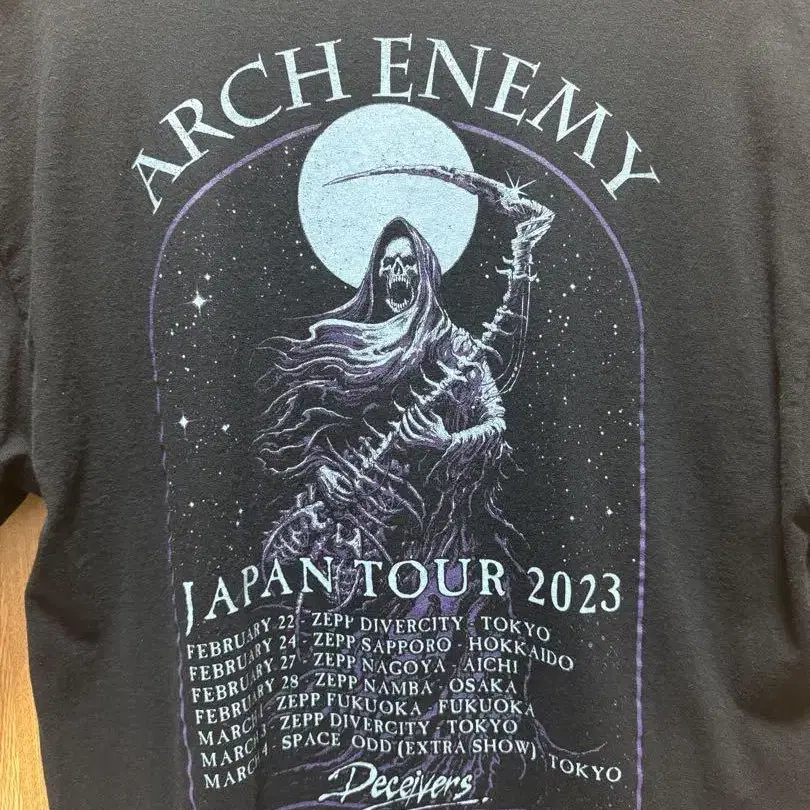 ARCH ENEMY
JAPAN TOUR 2023
FEBRUARY 22 - ZEPP DIVERCITY - TOKYO
FEBRUARY 24 - ZEPP SAPPORO - HOKKAIDO
FEBRUARY 27 - ZEPP NAGOYA - AICHI
FEBRUARY 28 - ZEPP NAMBA - OSAKA
MARCH 1 - ZEPP FUKUOKA - FUKUOKA
MARCH 3 - ZEPP DIVERCITY - TOKYO
MARCH 4 - SPACE ODD (EXTRA SHOW) TOKYO
Deceivers